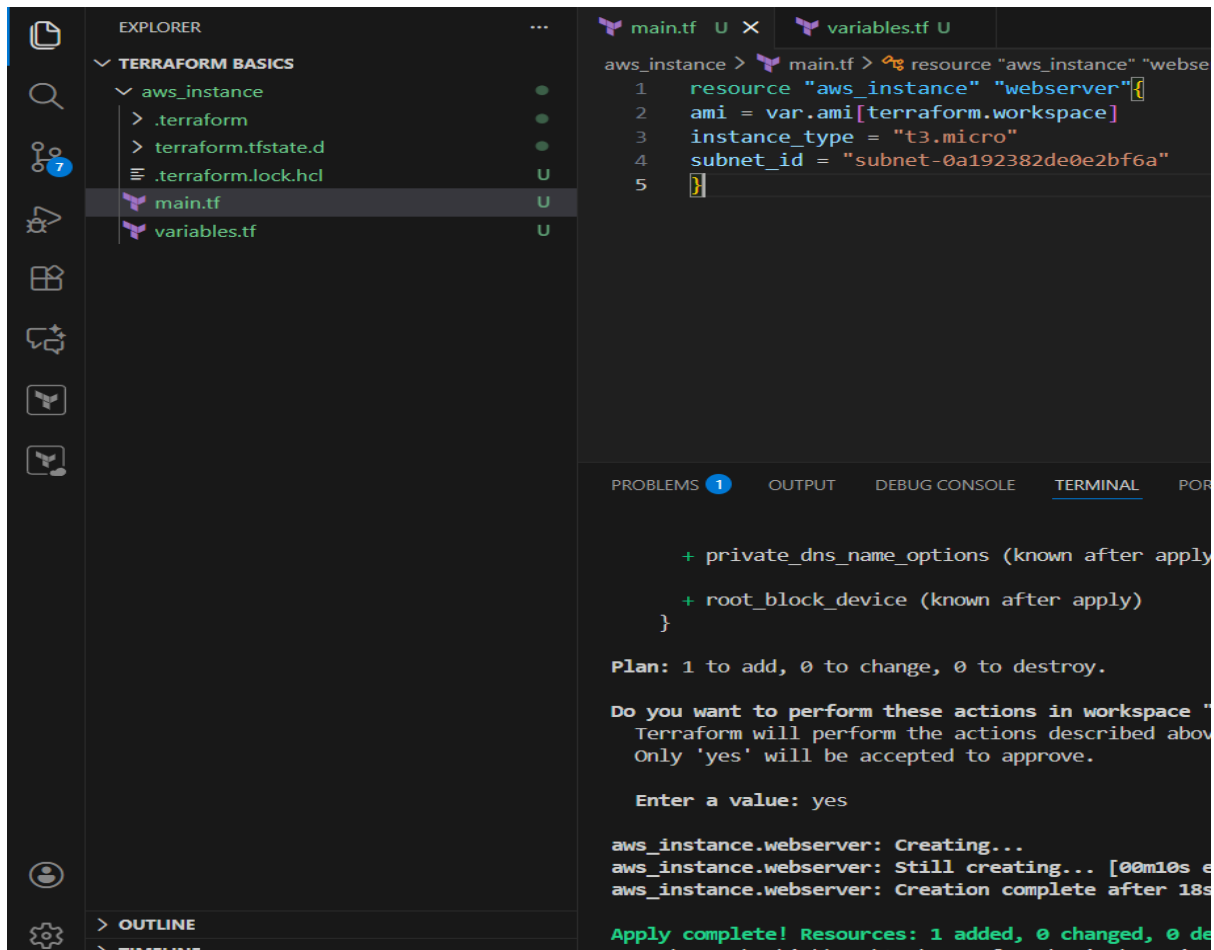 EXPLORER
TERRAFORM BASICS
aws_instance
.terraform
terraform.tfstate.d
.terraform.lock.hcl U
main.tf U
variables.tf U
7
OUTLINE
main.tf U
variables.tf U
aws_instance > main.tf > resource "aws_instance" "webse
1 resource "aws_instance" "webserver"{
2 ami = var.ami[terraform.workspace]
3 instance_type = "t3.micro"
4 subnet_id = "subnet-0a192382de0e2bf6a"
5 }
PROBLEMS 1 OUTPUT DEBUG CONSOLE TERMINAL POR
+ private_dns_name_options (known after apply
+ root_block_device (known after apply)
}
Plan: 1 to add, 0 to change, 0 to destroy.
Do you want to perform these actions in workspace "
Terraform will perform the actions described abov
Only 'yes' will be accepted to approve.
Enter a value: yes
aws_instance.webserver: Creating...
aws_instance.webserver: Still creating... [00m10s e
aws_instance.webserver: Creation complete after 18s
Apply complete! Resources: 1 added, 0 changed, 0 de